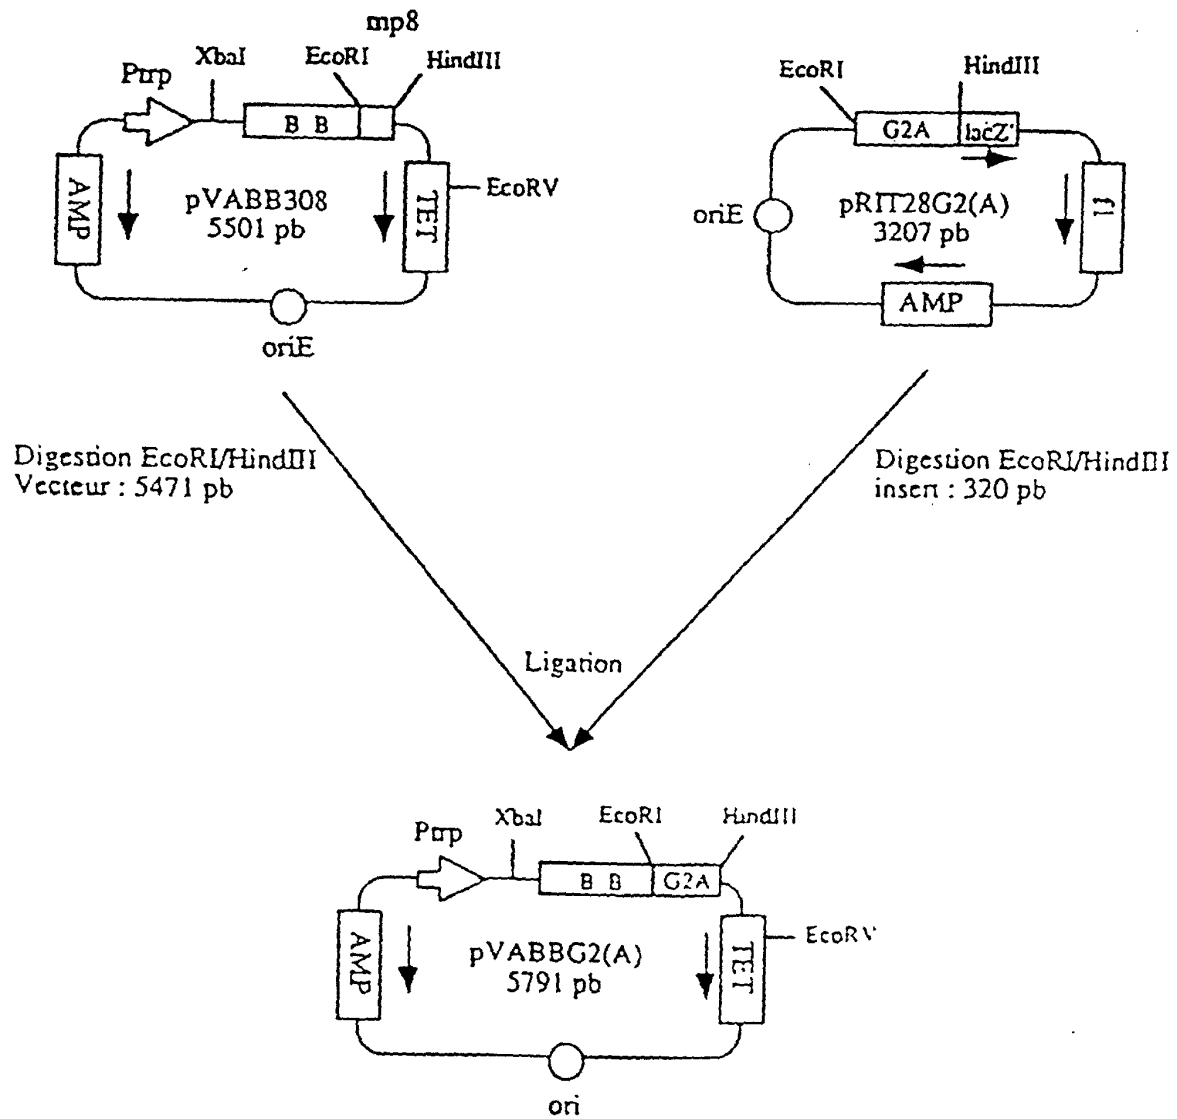 mp8
Ptrp
XbaI
EcoRI
HindIII
B B
AMP
pVABB308
5501 pb
TET
EcoRV
oriE
EcoRI
HindIII
G2A
lacZ'
oriE
pRIT28G2(A)
3207 pb
f1
AMP
Digestion EcoRI/HindIII
Vecteur : 5471 pb
Digestion EcoRI/HindIII
insert : 320 pb
Ligation
Ptrp
XbaI
EcoRI
HindIII
B B
G2A
AMP
pVABBG2(A)
5791 pb
TET
EcoRV
ori